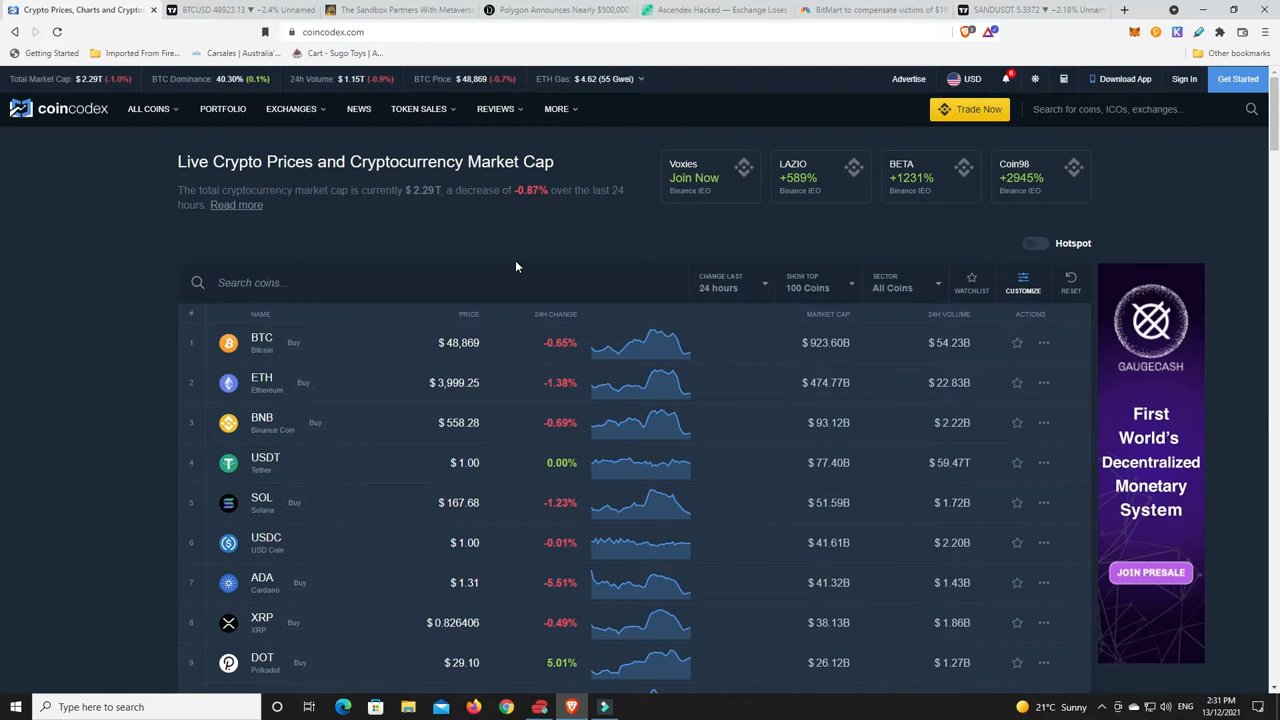 Crypto Prices, Charts and Cryptocu
BTCUSD 48923.13 ▼ −2.4% Unnamed
The Sandbox Partners With Metavers
Polygon Announces Nearly $500,000
Ascendex Hacked — Exchange Loses
BitMart to compensate victims of $19
SANDUSDT 5.3372 ▼ −2.18% Unnam
coincodex.com
Getting Started
Imported From Fire...
Carsales | Australia'...
Cart - Sugo Toys | A...
Other bookmarks
Total Market Cap: $ 2.29T (-1.0%)
BTC Dominance: 40.30% (0.1%)
24h Volume: $ 1.15T (-0.9%)
BTC Price: $ 48,869 (-0.7%)
ETH Gas: $ 4.62 (55 Gwei)
Advertise
USD
6
Download App
Sign In
Get Started
coincodex
ALL COINS
PORTFOLIO
EXCHANGES
NEWS
TOKEN SALES
REVIEWS
MORE
Trade Now
Search for coins, ICOs, exchanges...
Live Crypto Prices and Cryptocurrency Market Cap
The total cryptocurrency market cap is currently $ 2.29T, a decrease of -0.87% over the last 24
hours. Read more
Voxies
Join Now
Binance IEO
LAZIO
+589%
Binance IEO
BETA
+1231%
Binance IEO
Coin98
+2945%
Binance IEO
Hotspot
Search coins...
CHANGE LAST
24 hours
SHOW TOP
100 Coins
SECTOR
All Coins
WATCHLIST
CUSTOMIZE
RESET
# NAME PRICE 24H CHANGE MARKET CAP 24H VOLUME ACTIONS
1 BTC Bitcoin Buy $ 48,869 -0.65% $ 923.60B $ 54.23B
2 ETH Ethereum Buy $ 3,999.25 -1.38% $ 474.77B $ 22.83B
3 BNB Binance Coin Buy $ 558.28 -0.69% $ 93.12B $ 2.22B
4 USDT Tether $ 1.00 0.00% $ 77.40B $ 59.47T
5 SOL Solana Buy $ 167.68 -1.23% $ 51.59B $ 1.72B
6 USDC USD Coin $ 1.00 -0.01% $ 41.61B $ 2.20B
7 ADA Cardano Buy $ 1.31 -5.51% $ 41.32B $ 1.43B
8 XRP XRP Buy $ 0.826406 -0.49% $ 38.13B $ 1.86B
9 DOT Polkadot Buy $ 29.10 5.01% $ 26.12B $ 1.27B
GAUGECASH
First
World's
Decentralized
Monetary
System
JOIN PRESALE
Type here to search
21°C Sunny
ENG
2:31 PM
13/12/2021